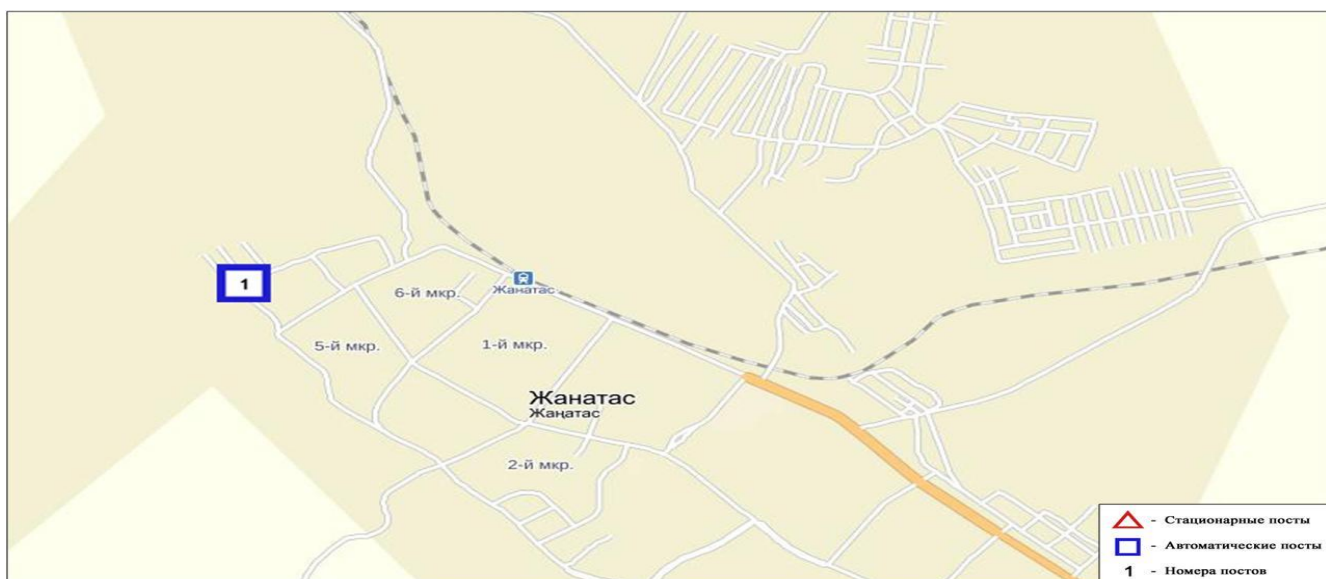 1
6-й мкр.
Жанатас
5-й мкр.
1-й мкр.
Жанатас
Жаңатас
2-й мкр.
- Стационарные посты
- Автоматические посты
1 - Номера постов